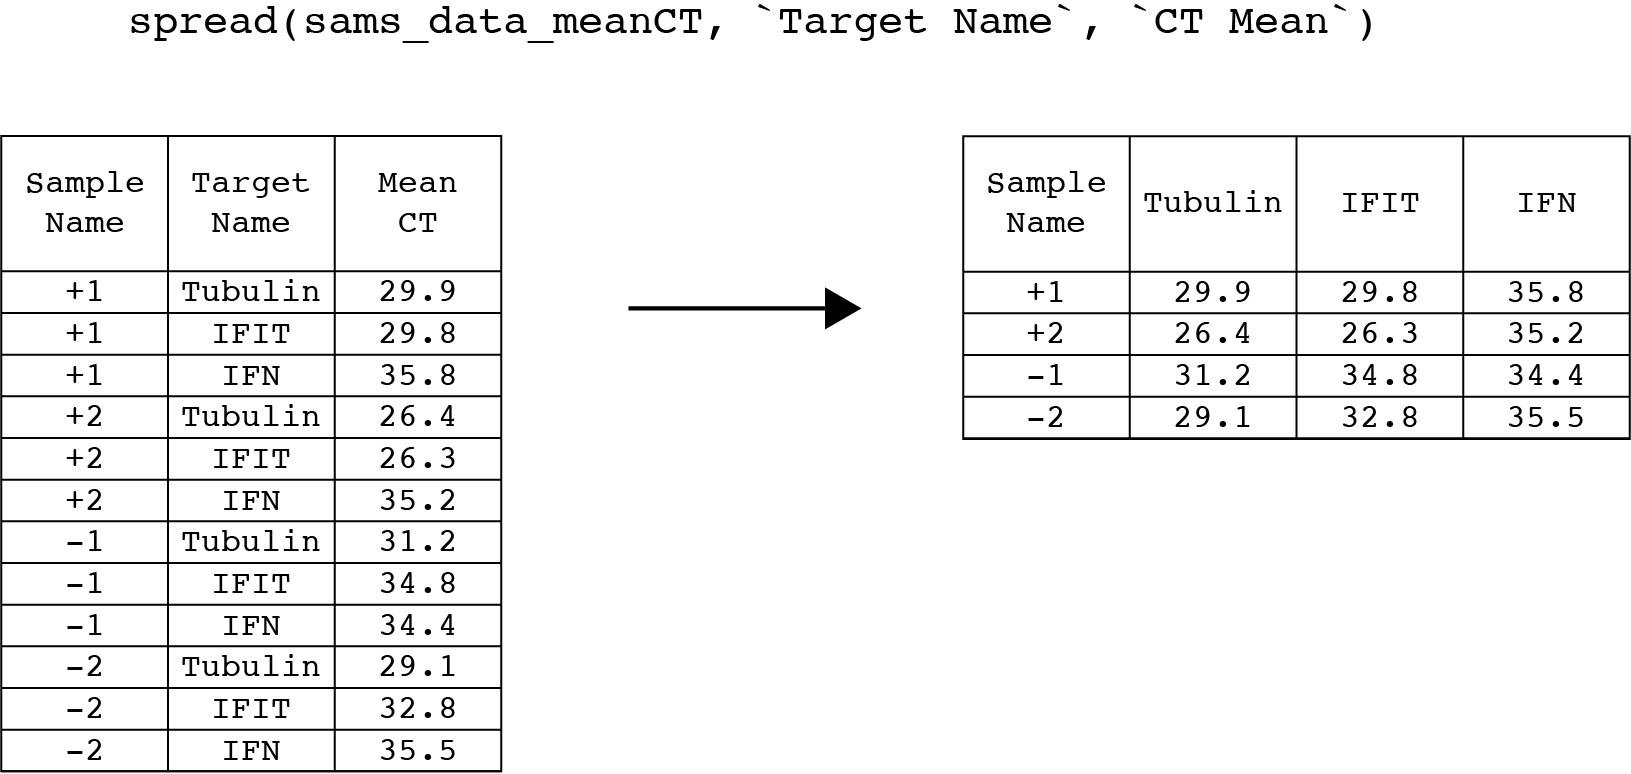 spread(sams_data_meanCT, `Target Name`, `CT Mean`)
Sample Name Target Name Mean CT
+1 Tubulin 29.9
+1 IFIT 29.8
+1 IFN 35.8
+2 Tubulin 26.4
+2 IFIT 26.3
+2 IFN 35.2
-1 Tubulin 31.2
-1 IFIT 34.8
-1 IFN 34.4
-2 Tubulin 29.1
-2 IFIT 32.8
-2 IFN 35.5
Sample Name Tubulin IFIT IFN
+1 29.9 29.8 35.8
+2 26.4 26.3 35.2
-1 31.2 34.8 34.4
-2 29.1 32.8 35.5